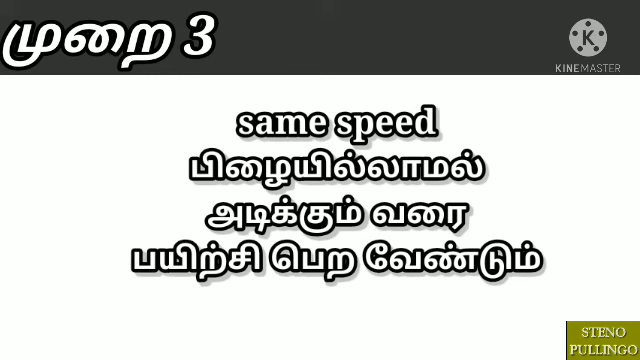 முறை 3
KINEMASTER
same speed
பிழையில்லாமல்
அடிக்கும் வரை
பயிற்சி பெற வேண்டும்
STENO
PULLINGO